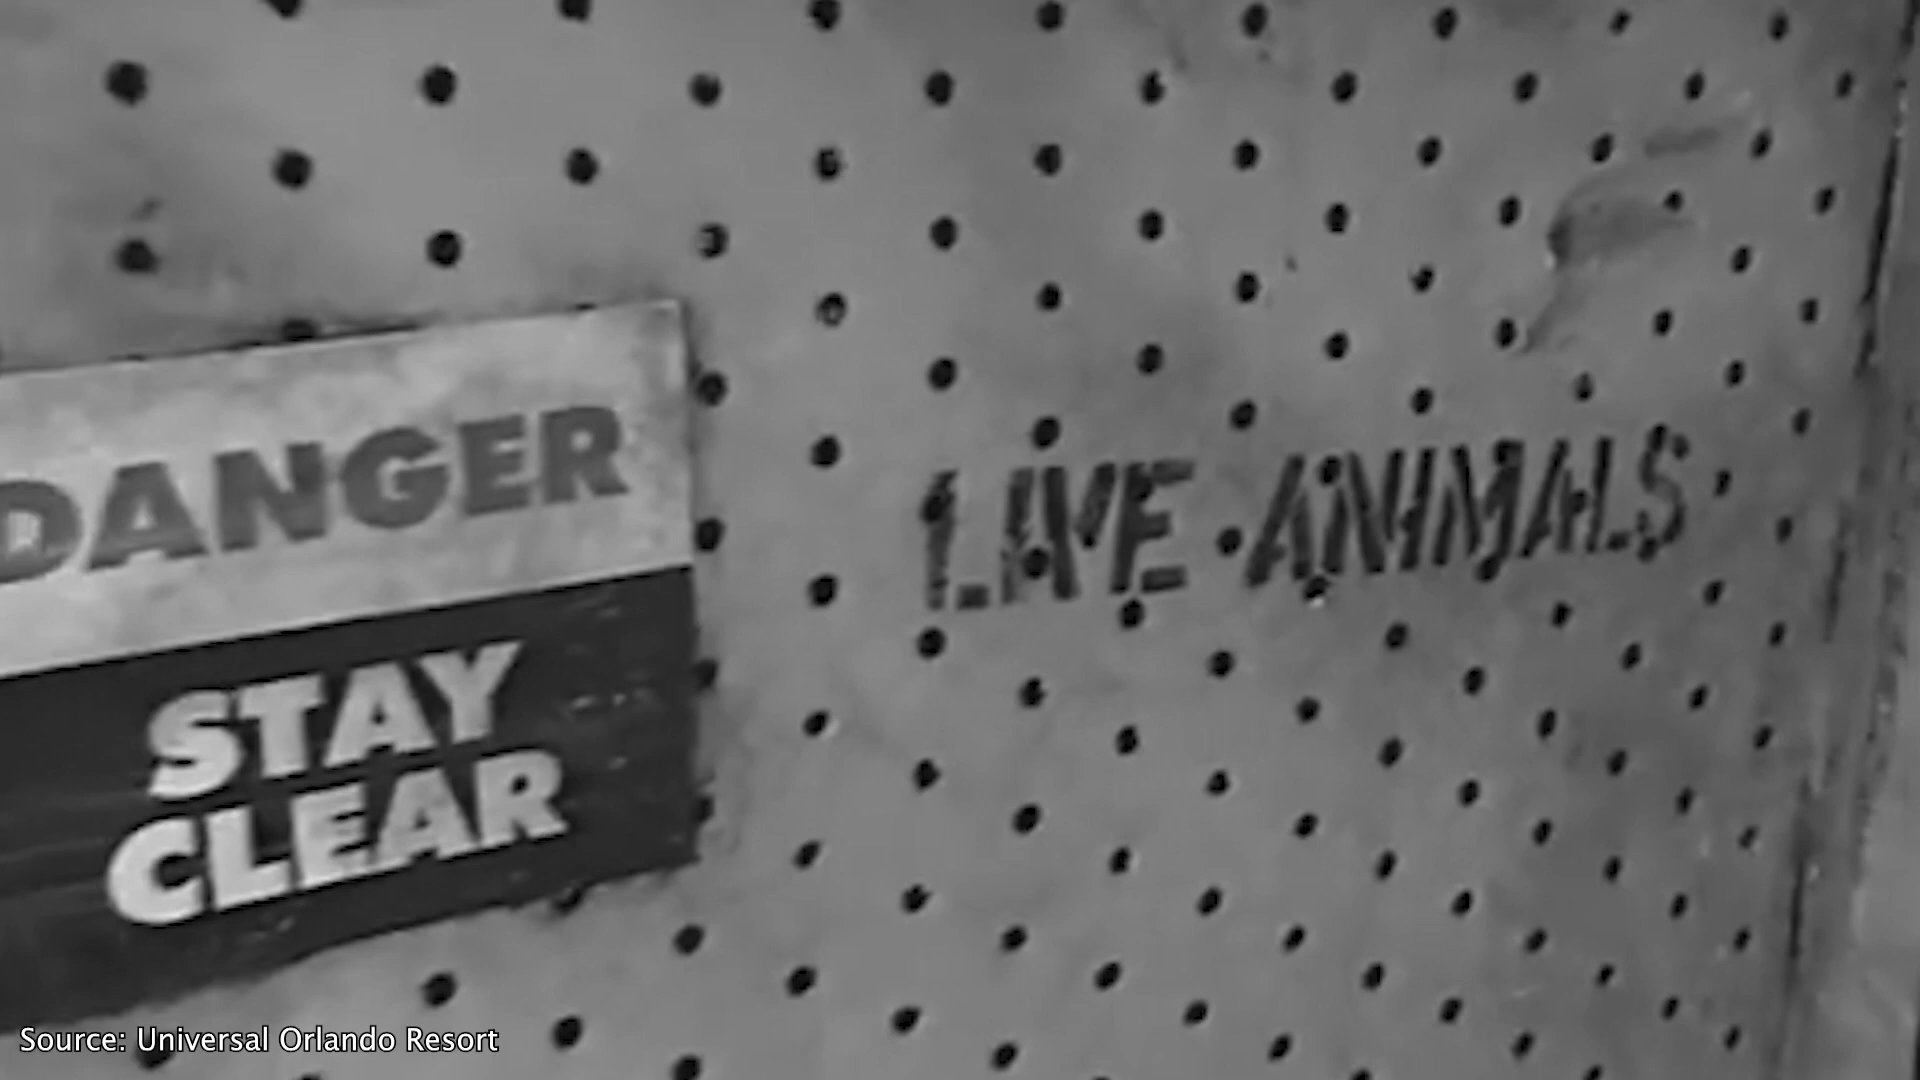 DANGER
STAY
CLEAR
LIVE ANIMALS
Source: Universal Orlando Resort